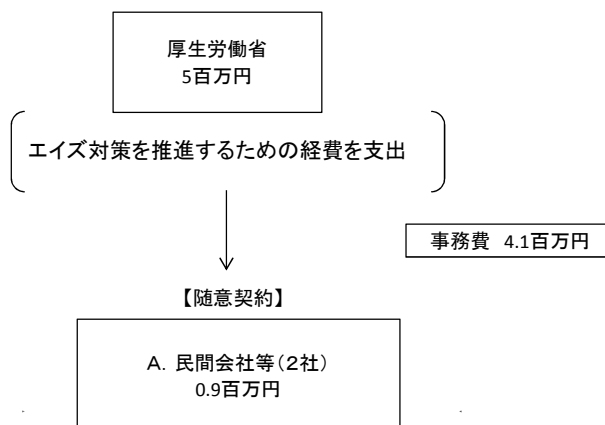 厚生労働省
5百万円
エイズ対策を推進するための経費を支出
事務費 4.1百万円
【随意契約】
A. 民間会社等(2社)
0.9百万円